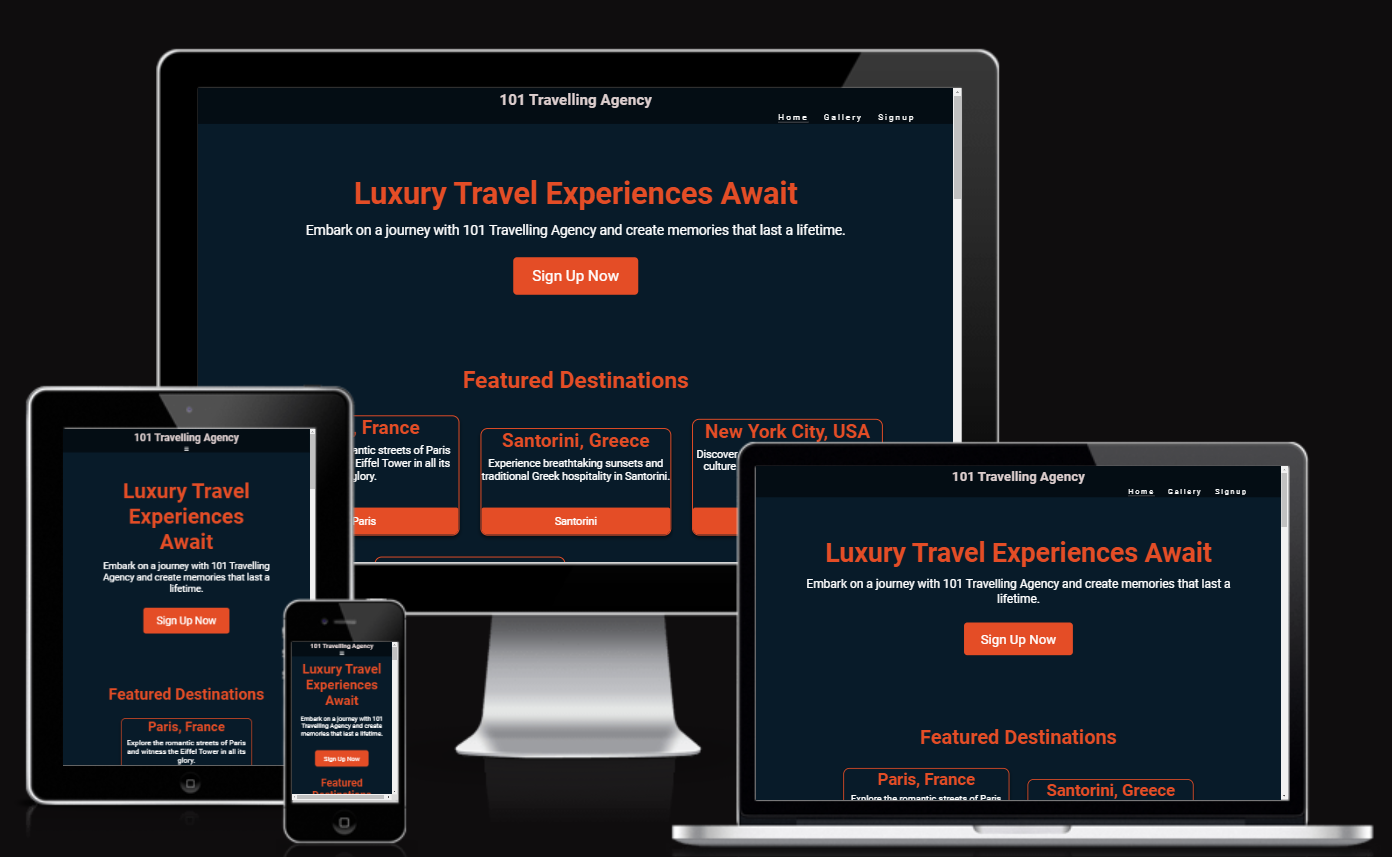 101 Travelling Agency
Home Gallery Signup
Luxury Travel Experiences Await
Embark on a journey with 101 Travelling Agency and create memories that last a lifetime.
Sign Up Now
Featured Destinations
, France
antic streets of Paris
Eiffel Tower in all its
glory.
Paris
Santorini, Greece
Experience breathtaking sunsets and
traditional Greek hospitality in Santorini.
Santorini
New York City, USA
Discover
culture
101 Travelling Agency
Luxury Travel
Experiences
Await
Embark on a journey with 101 Travelling
Agency and create memories that last a
lifetime.
Sign Up Now
Featured Destinations
Paris, France
Explore the romantic streets of Paris
and witness the Eiffel Tower in all its
glory.
101 Travelling Agency
Luxury Travel
Experiences
Await
Embark on a journey with 101
Travelling Agency and create
memories that last a lifetime.
Sign Up Now
Featured
Destinations
101 Travelling Agency
Home Gallery Signup
Luxury Travel Experiences Await
Embark on a journey with 101 Travelling Agency and create memories that last a
lifetime.
Sign Up Now
Featured Destinations
Paris, France
Explore the romantic streets of Paris
Santorini, Greece